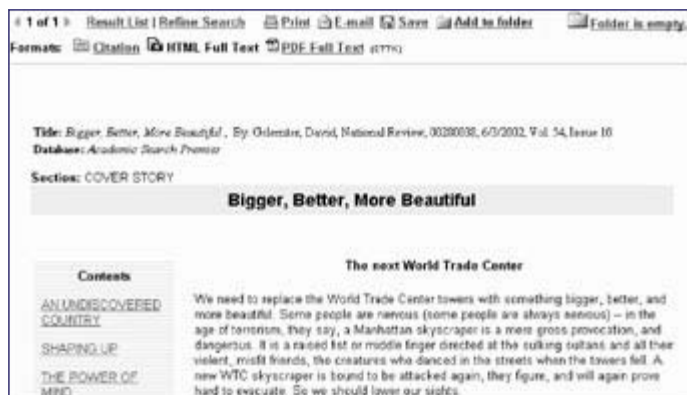 1 of 1 Result List | Refine Search Print E-mail Save Add to folder Folder is empty.
Formats: Citation HTML Full Text PDF Full Text
Title: Bigger, Better, More Beautiful , By: Gelernter, David, National Review, 00280038, 6/3/2002, Vol. 54, Issue 10
Database: Academic Search Premier
Section: COVER STORY
Bigger, Better, More Beautiful
Contents
AN UNDISCOVERED
COUNTRY
SHAPING UP
THE POWER OF
MIND
The next World Trade Center
We need to replace the World Trade Center towers with something bigger, better, and
more beautiful. Some people are nervous (some people are always nervous) -- in the
age of terrorism, they say, a Manhattan skyscraper is a mere gross provocation, and
dangerous. It is a raised fist or middle finger directed at the sulking sultans and all their
violent, misfit friends, the creatures who danced in the streets when the towers fell. A
new WTC skyscraper is bound to be attacked again, they figure, and will again prove
hard to evacuate. So we should lower our sights.